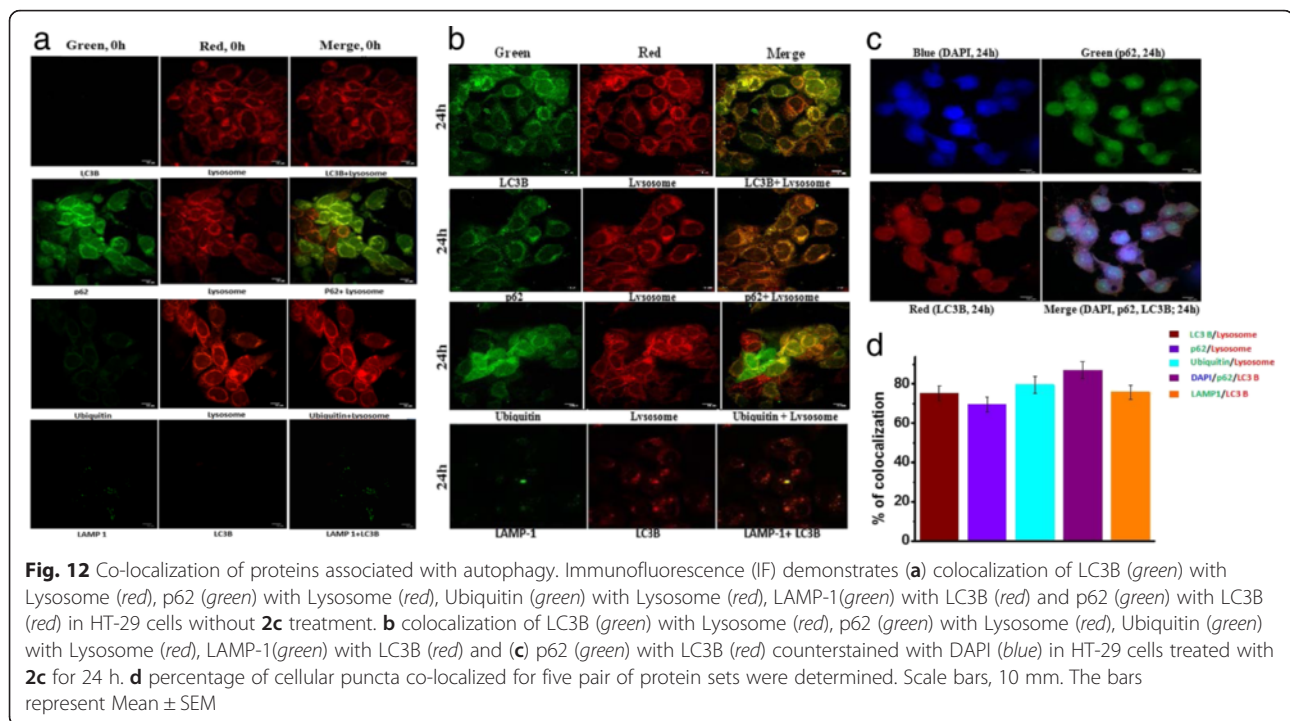 a
Green, 0h Red, 0h Merge, 0h
LC3B Lysosome LC3B+Lysosome
p62 Lysosome P62+ Lysosome
Ubiquitin Lysosome Ubiquitin+Lysosome
LAMP 1 LC3B LAMP 1+LC3B
b
Green Red Merge
24h
LC3B Lysosome LC3B+ Lysosome
24h
p62 Lysosome p62+ Lysosome
24h
Ubiquitin Lysosome Ubiquitin + Lysosome
24h
LAMP-1 LC3B LAMP-1+ LC3B
c
Blue (DAPI, 24h) Green (p62, 24h)
Red (LC3B, 24h) Merge (DAPI, p62, LC3B; 24h)
d
% of colocalization
80
60
40
20
0
LC3 B/Lysosome
p62/Lysosome
Ubiquitin/Lysosome
DAPI/p62/LC3 B
LAMP1/LC3 B
Fig. 12 Co-localization of proteins associated with autophagy. Immunofluorescence (IF) demonstrates (a) colocalization of LC3B (green) with
Lysosome (red), p62 (green) with Lysosome (red), Ubiquitin (green) with Lysosome (red), LAMP-1(green) with LC3B (red) and p62 (green) with LC3B
(red) in HT-29 cells without 2c treatment. b colocalization of LC3B (green) with Lysosome (red), p62 (green) with Lysosome (red), Ubiquitin (green)
with Lysosome (red), LAMP-1(green) with LC3B (red) and (c) p62 (green) with LC3B (red) counterstained with DAPI (blue) in HT-29 cells treated with
2c for 24 h. d percentage of cellular puncta co-localized for five pair of protein sets were determined. Scale bars, 10 mm. The bars
represent Mean ± SEM